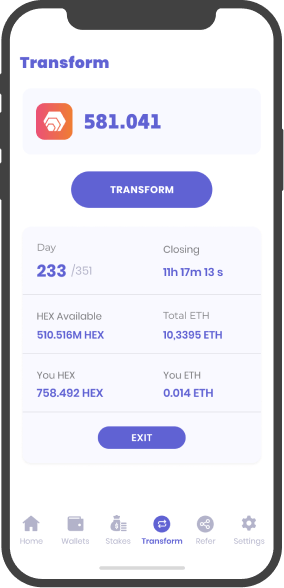 Transform
581.041
TRANSFORM
Day
Closing
233 /351
11h 17m 13 s
HEX Available
Total ETH
510.516M HEX
10,3395 ETH
You HEX
You ETH
758.492 HEX
0.014 ETH
EXIT
Home Wallets Stakes Transform Refer Settings